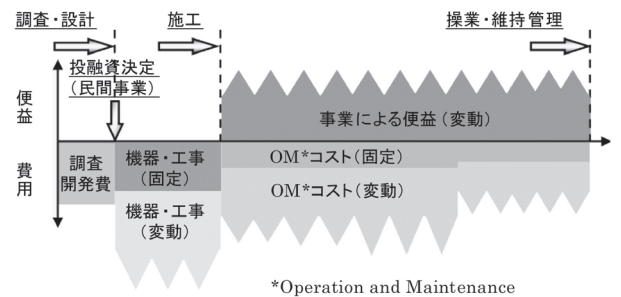 調査・設計
施工
操業・維持管理
投融資決定
(民間事業)
便益
事業による便益(変動)
費用
調査
開発費
機器・工事
(固定)
機器・工事
(変動)
OM*コスト(固定)
OM*コスト(変動)
*Operation and Maintenance